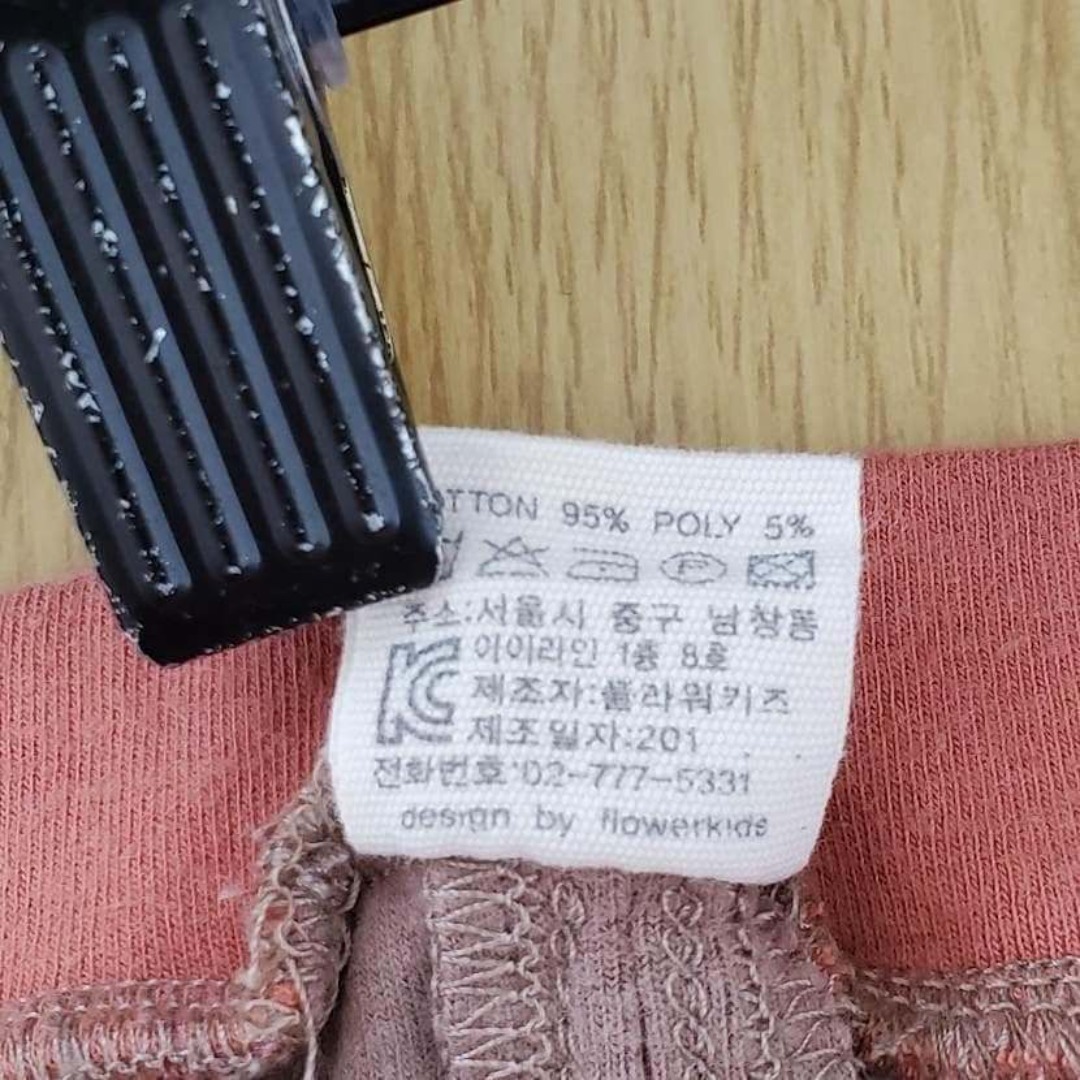 TTON 95% POLY 5%
P
주소:서울시 중구 남창동
아이라인 1층 8호
KC
제조자:플라워키즈
제조일자:201
전화번호:02-777-5331
design by flowerkids